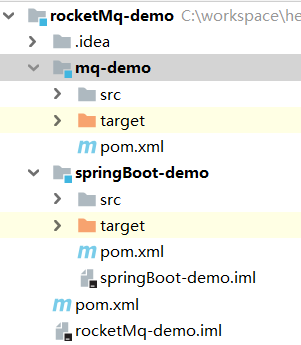 rocketMq-demo C:\workspace\he
.idea
mq-demo
src
target
pom.xml
springBoot-demo
src
target
pom.xml
springBoot-demo.iml
pom.xml
rocketMq-demo.iml